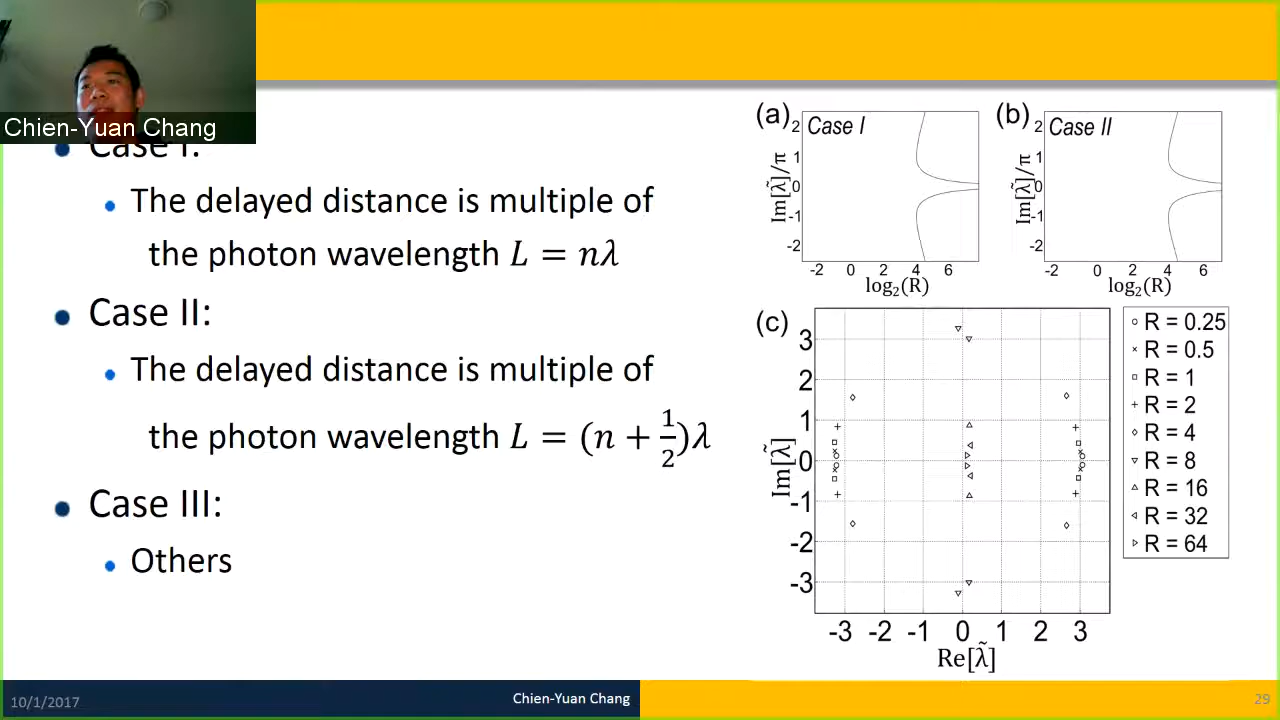 Chien-Yuan Chang
Case I:
The delayed distance is multiple of
the photon wavelength L = nλ
Case II:
The delayed distance is multiple of
the photon wavelength L = (n + 1/2)λ
Case III:
Others
(a)
Case I
2
1
0
-1
-2
Im[λ̃]/π
-2 0 2 4 6
log₂(R)
(b)
Case II
2
1
0
-1
-2
Im[λ̃]/π
-2 0 2 4 6
log₂(R)
(c)
3
2
1
0
-1
-2
-3
Im[λ̃]
-3 -2 -1 0 1 2 3
Re[λ̃]
R = 0.25
R = 0.5
R = 1
R = 2
R = 4
R = 8
R = 16
R = 32
R = 64
10/1/2017
Chien-Yuan Chang
29